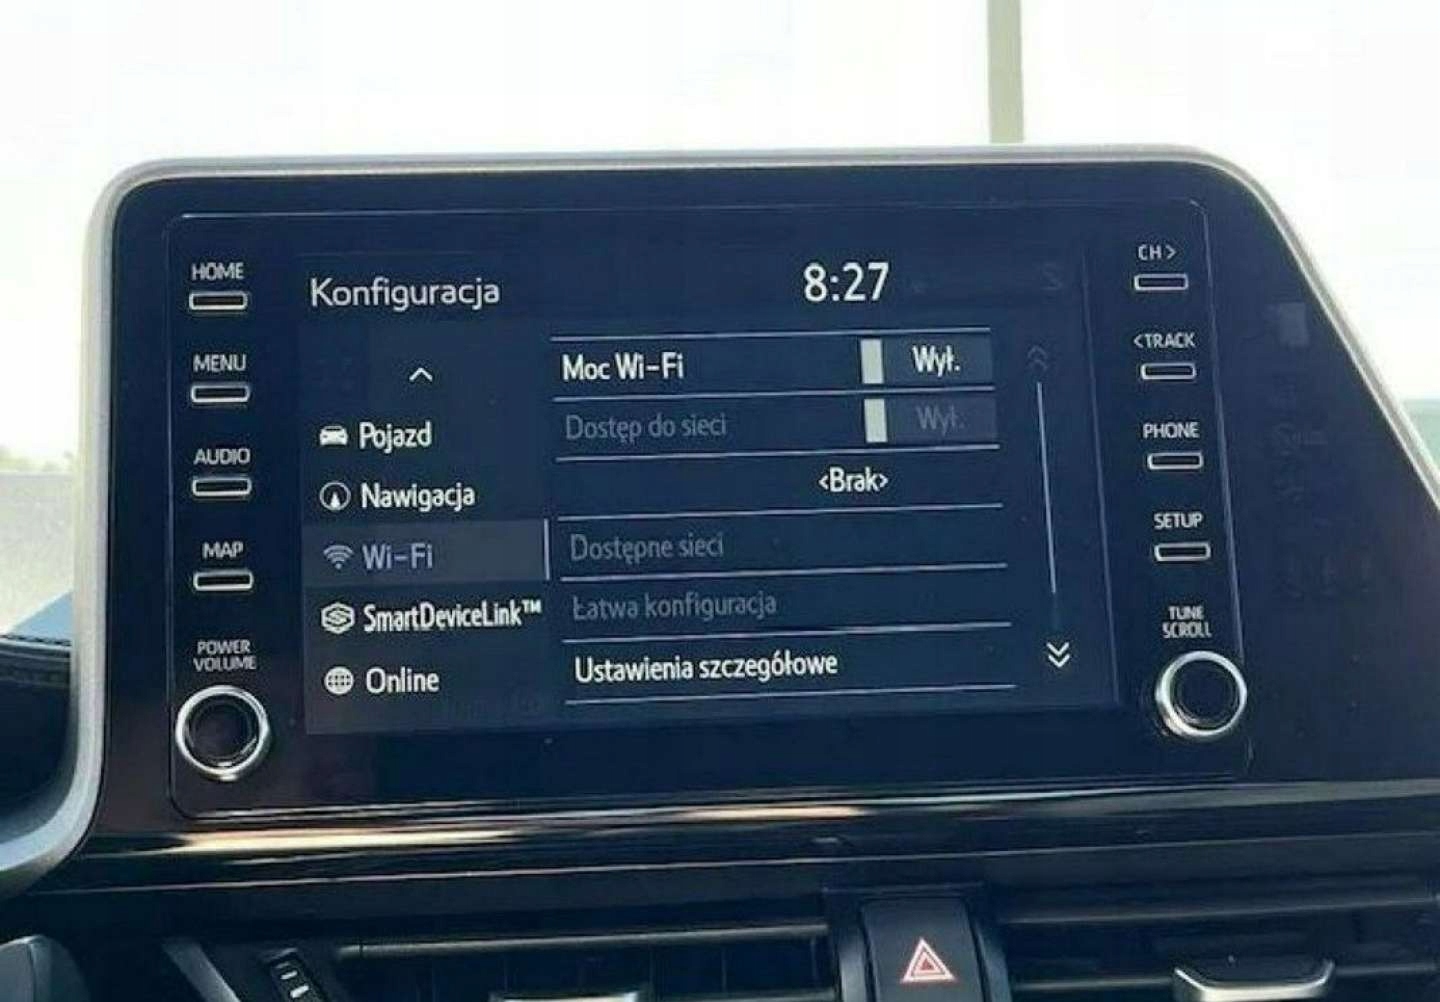 HOME
MENU
AUDIO
MAP
POWER
VOLUME
Konfiguracja
8:27
Pojazd
Nawigacja
Wi-Fi
SmartDeviceLink™
Online
Moc Wi-Fi
Wył.
Dostęp do sieci
Wył.
<Brak>
Dostępne sieci
Łatwa konfiguracja
Ustawienia szczegółowe
CH>
<TRACK
PHONE
SETUP
TUNE
SCROLL